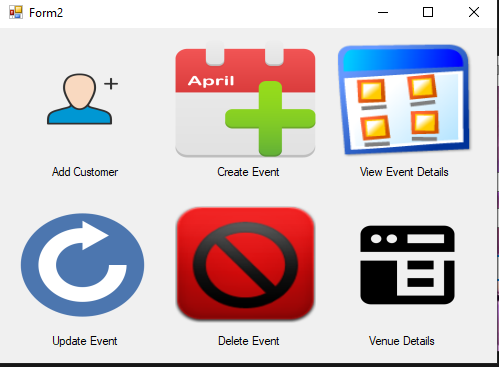 Form2
April
Add Customer
Create Event
View Event Details
Update Event
Delete Event
Venue Details